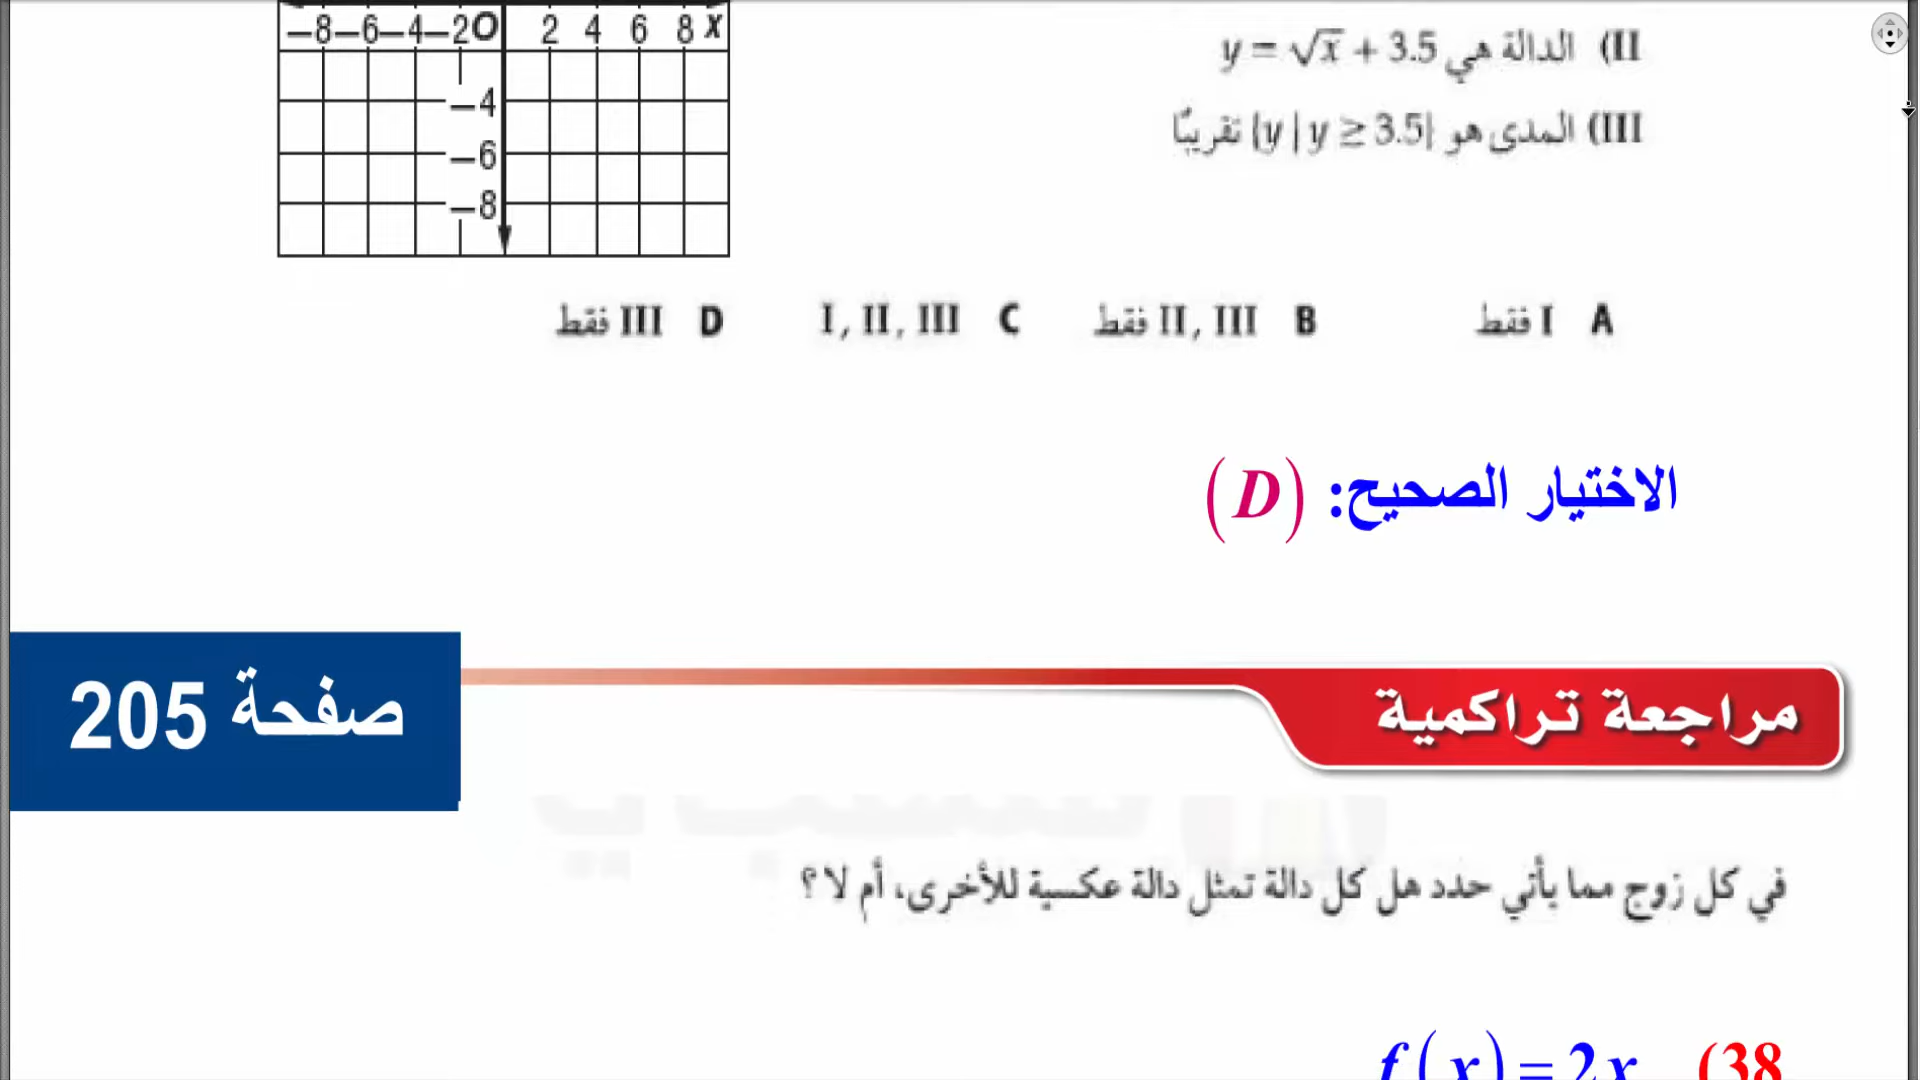 −8 −6 −4 −2 O 2 4 6 8 x
−4
−6
−8
II) الدالة هي y = √x + 3.5
III) المدى هو {y | y ≥ 3.5} تقريبًا
A I فقط B II, III فقط C I, II, III D III فقط
الاختيار الصحيح: (D)
مراجعة تراكمية
صفحة 205
في كل زوج مما يأتي حدد هل كل دالة تمثل دالة عكسية للأخرى، أم لا؟
38) f(x) = 2x